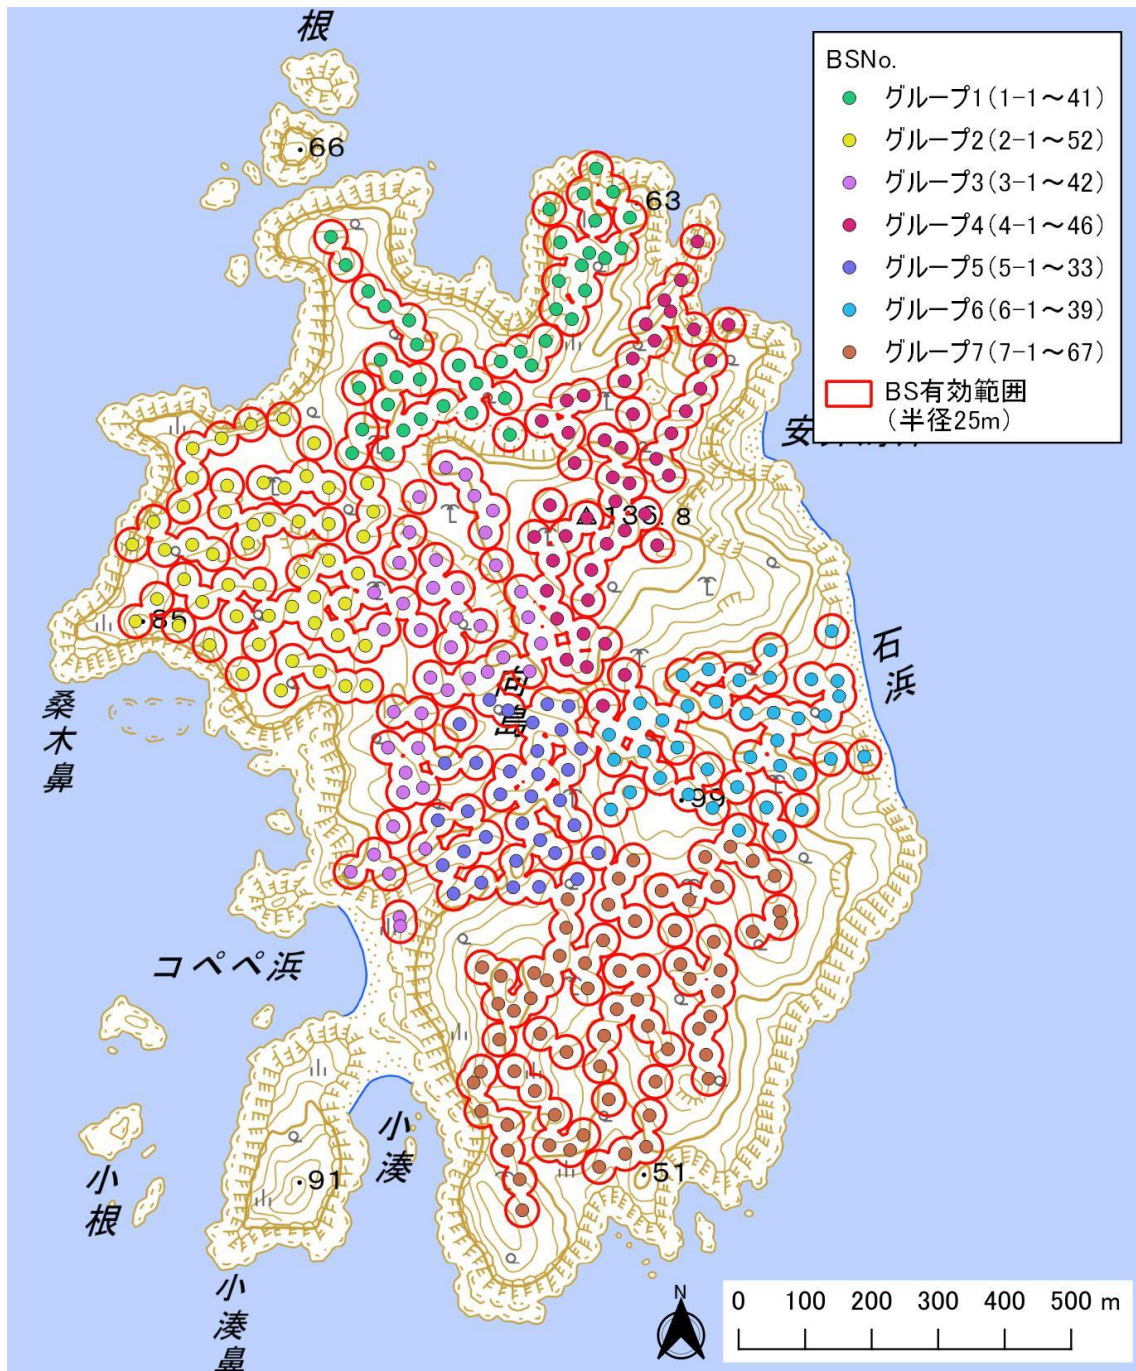 根
66
63
BSNo.
グループ1(1-1～41)
グループ2(2-1～52)
グループ3(3-1～42)
グループ4(4-1～46)
グループ5(5-1～33)
グループ6(6-1～39)
グループ7(7-1～67)
BS有効範囲
(半径25m)
136.8
85
石浜
向島
桑木鼻
99
コペペ浜
小湊
51
91
小根
小湊鼻
N
0 100 200 300 400 500 m